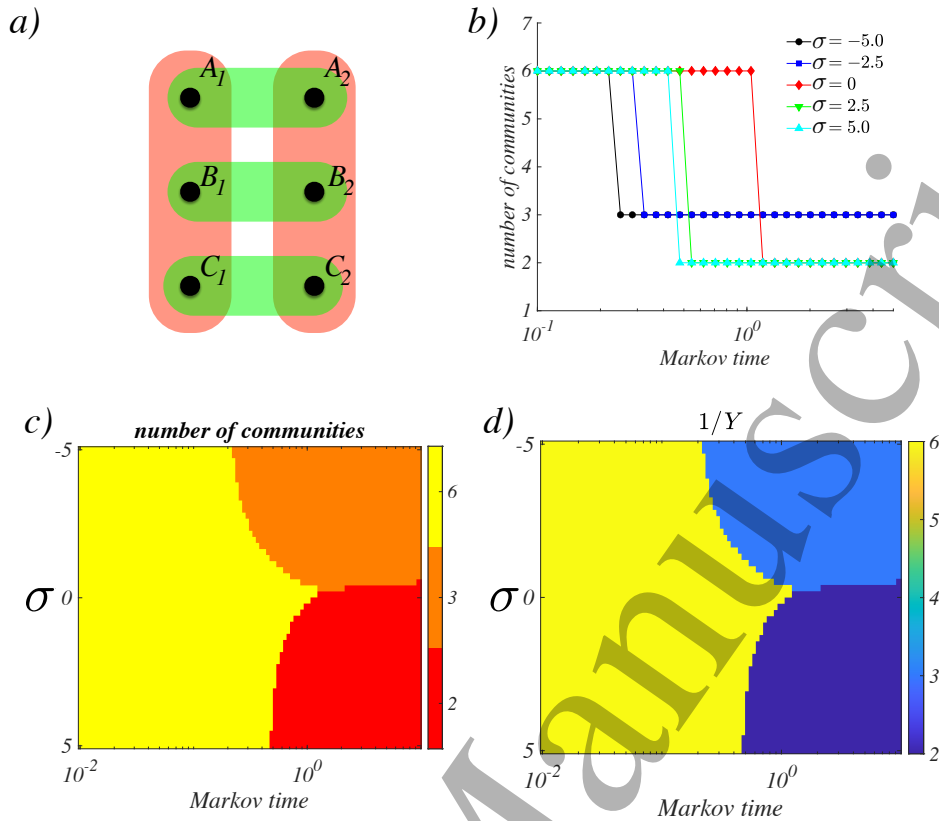 a)
A1 A2
B1 B2
C1 C2
b)
number of communities
7
6
5
4
3
2
1
10^-1 10^0
Markov time
σ = −5.0
σ = −2.5
σ = 0
σ = 2.5
σ = 5.0
c)
number of communities
σ
-5
0
5
10^-2 10^0
Markov time
6
3
2
d)
1/Y
σ
-5
0
5
10^-2 10^0
Markov time
6
5
4
3
2
Manuscri